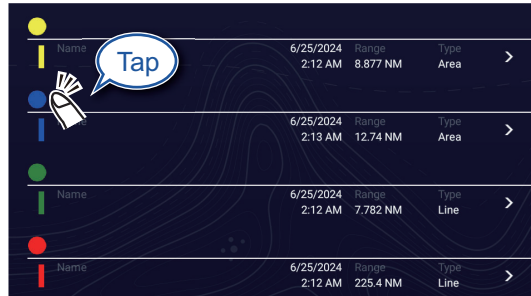 Name 6/25/2024 Range Type
2:12 AM 8.877 NM Area
Tap
Name 6/25/2024 Range Type
2:13 AM 12.74 NM Area
Name 6/25/2024 Range Type
2:12 AM 7.782 NM Line
Name 6/25/2024 Range Type
2:12 AM 225.4 NM Line